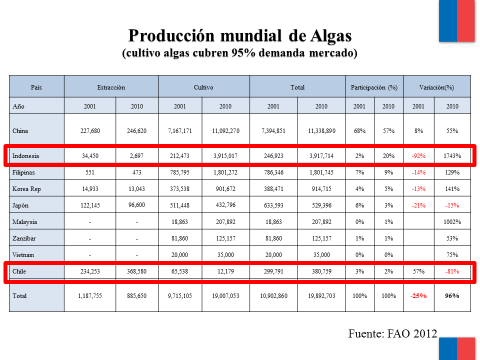 Producción mundial de Algas
(cultivo algas cubren 95% demanda mercado)
País Extracción Cultivo Total Participación (%) Variación(%)
Año 2001 2010 2001 2010 2001 2010 2001 2010 2001 2010
China 227,680 246,620 7,167,171 11,092,270 7,394,851 11,338,890 68% 57% 8% 55%
Indonesia 34,450 2,697 212,473 3,915,017 246,923 3,917,714 2% 20% -92% 1743%
Filipinas 551 473 785,795 1,801,272 786,346 1,801,745 7% 9% -14% 129%
Korea Rep 14,933 13,043 373,538 901,672 388,471 914,715 4% 5% -13% 141%
Japón 122,145 96,600 511,448 432,796 633,593 529,396 6% 3% -21% -15%
Malaysia - - 18,863 207,892 18,863 207,892 0% 1% 1002%
Zanzibar - - 81,860 125,157 81,860 125,157 1% 1% 53%
Vietnam - - 20,000 35,000 20,000 35,000 0% 0% 75%
Chile 234,253 368,580 65,538 12,179 299,791 380,759 3% 2% 57% -81%
Total 1,187,755 885,650 9,715,105 19,007,053 10,902,860 19,892,703 100% 100% -25% 96%
Fuente: FAO 2012